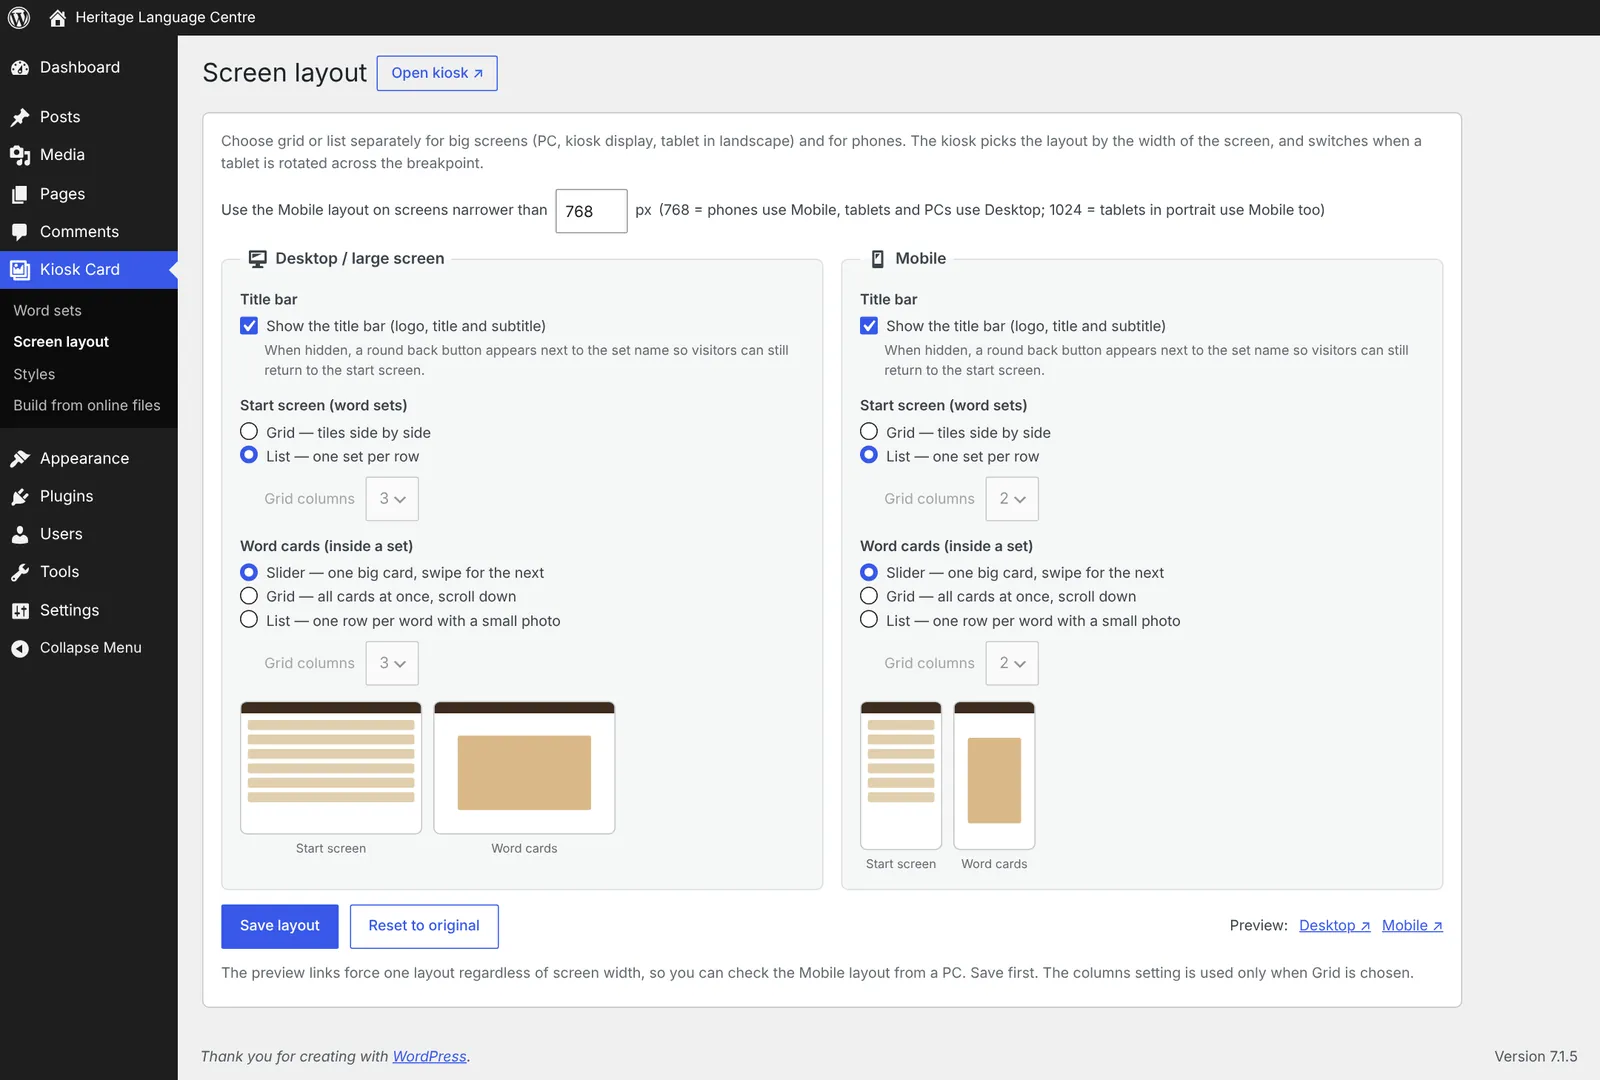 Heritage Language Centre
Dashboard
Posts
Media
Pages
Comments
Kiosk Card
Word sets
Screen layout
Styles
Build from online files
Appearance
Plugins
Users
Tools
Settings
Collapse Menu
Screen layout
Open kiosk ↗
Choose grid or list separately for big screens (PC, kiosk display, tablet in landscape) and for phones. The kiosk picks the layout by the width of the screen, and switches when a
tablet is rotated across the breakpoint.
Use the Mobile layout on screens narrower than 768 px (768 = phones use Mobile, tablets and PCs use Desktop; 1024 = tablets in portrait use Mobile too)
Desktop / large screen
Title bar
Show the title bar (logo, title and subtitle)
When hidden, a round back button appears next to the set name so visitors can still
return to the start screen.
Start screen (word sets)
Grid — tiles side by side
List — one set per row
Grid columns 3
Word cards (inside a set)
Slider — one big card, swipe for the next
Grid — all cards at once, scroll down
List — one row per word with a small photo
Grid columns 3
Start screen
Word cards
Mobile
Title bar
Show the title bar (logo, title and subtitle)
When hidden, a round back button appears next to the set name so visitors can still
return to the start screen.
Start screen (word sets)
Grid — tiles side by side
List — one set per row
Grid columns 2
Word cards (inside a set)
Slider — one big card, swipe for the next
Grid — all cards at once, scroll down
List — one row per word with a small photo
Grid columns 2
Start screen
Word cards
Save layout
Reset to original
Preview: Desktop ↗ Mobile ↗
The preview links force one layout regardless of screen width, so you can check the Mobile layout from a PC. Save first. The columns setting is used only when Grid is chosen.
Thank you for creating with WordPress.
Version 7.1.5